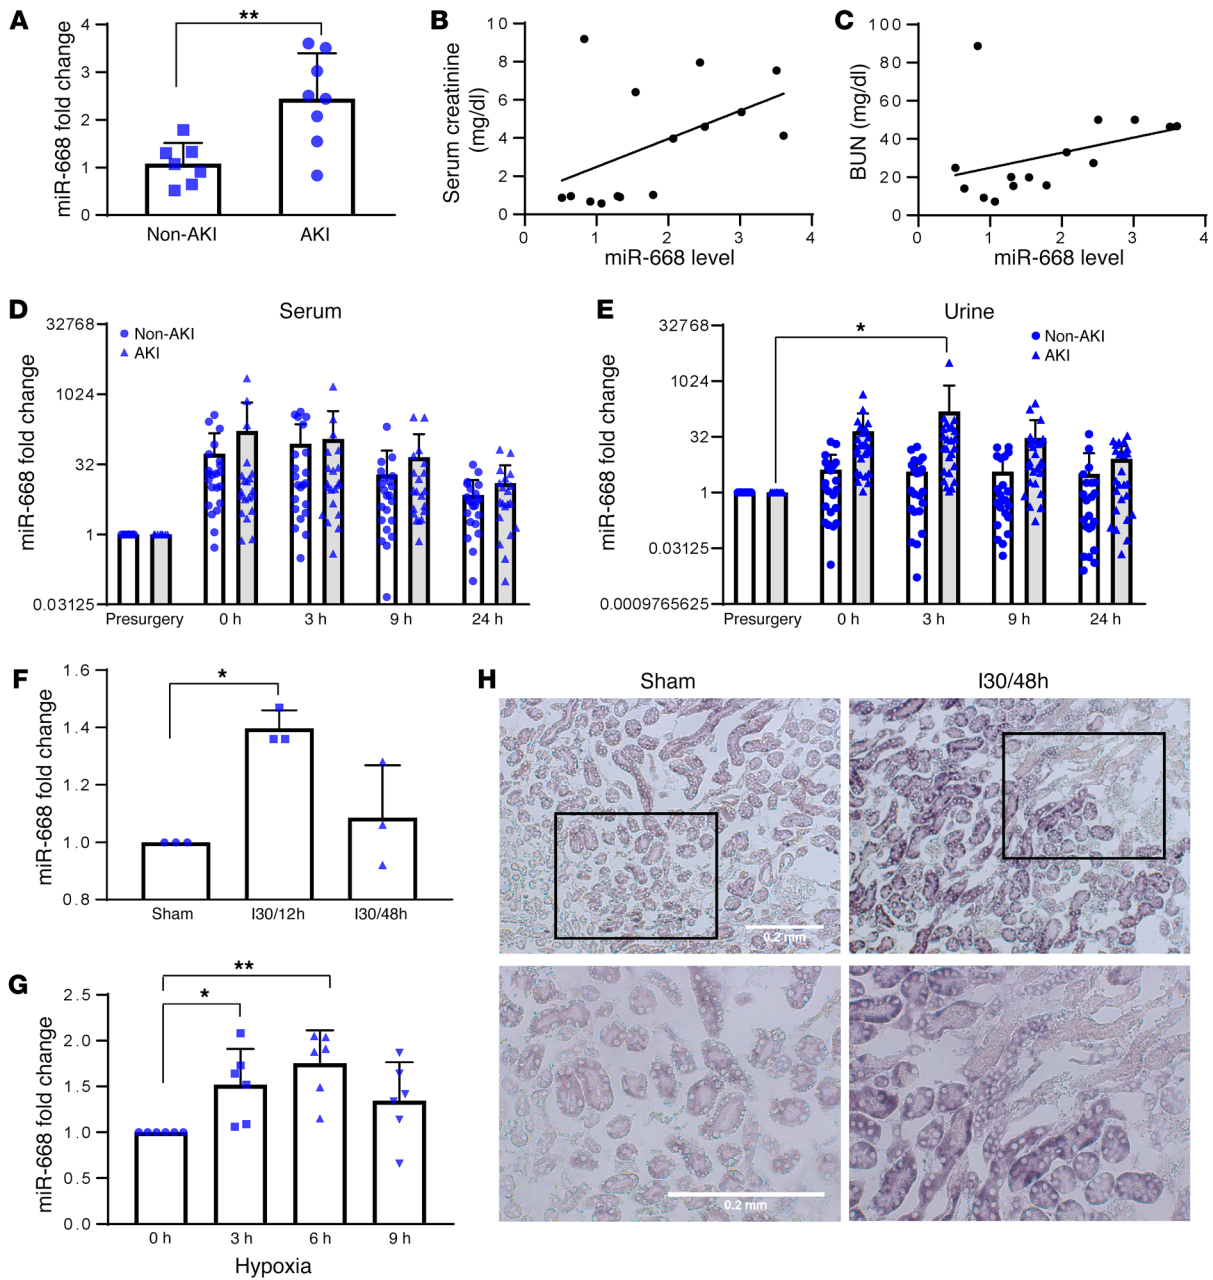 A
miR-668 fold change
4
3
2
1
0
**
Non-AKI
AKI
B
Serum creatinine
(mg/dl)
10
8
6
4
2
0
0
1
2
3
4
miR-668 level
C
BUN (mg/dl)
100
80
60
40
20
0
0
1
2
3
4
miR-668 level
D
Serum
miR-668 fold change
32768
1024
32
1
0.03125
Non-AKI
AKI
Presurgery
0 h
3 h
9 h
24 h
E
Urine
miR-668 fold change
32768
1024
32
1
0.03125
0.0009765625
*
Non-AKI
AKI
Presurgery
0 h
3 h
9 h
24 h
F
miR-668 fold change
1.6
1.4
1.2
1.0
0.8
*
Sham
I30/12h
I30/48h
G
miR-668 fold change
2.5
2.0
1.5
1.0
0.5
0.0
**
*
0 h
3 h
6 h
9 h
Hypoxia
H
Sham
I30/48h
0.2 mm
0.2 mm